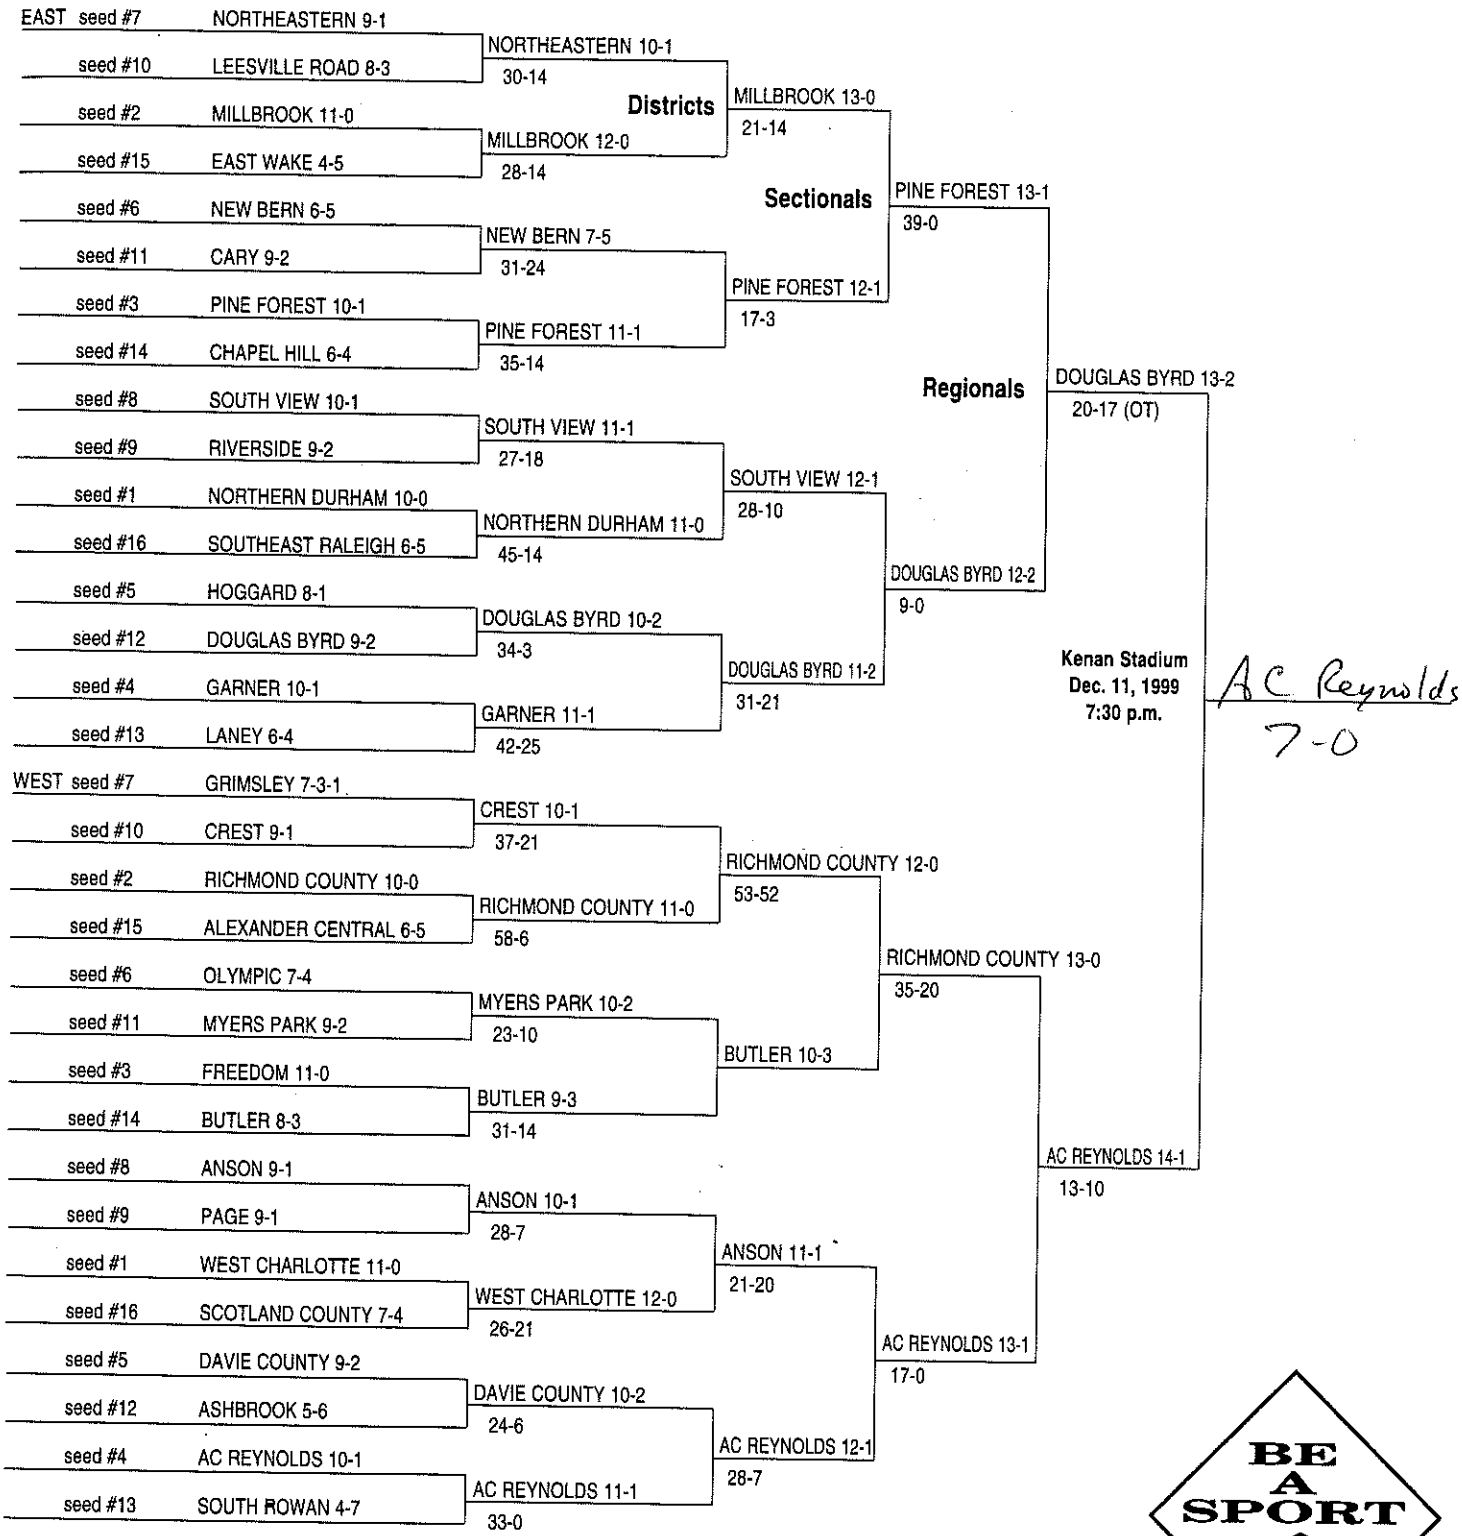 EAST seed #7 NORTHEASTERN 9-1
NORTHEASTERN 10-1
seed #10 LEESVILLE ROAD 8-3
30-14
MILLBROOK 13-0
Districts
seed #2 MILLBROOK 11-0
21-14
MILLBROOK 12-0
seed #15 EAST WAKE 4-5
28-14
PINE FOREST 13-1
Sectionals
seed #6 NEW BERN 6-5
39-0
NEW BERN 7-5
seed #11 CARY 9-2
31-24
PINE FOREST 12-1
seed #3 PINE FOREST 10-1
17-3
PINE FOREST 11-1
seed #14 CHAPEL HILL 6-4
35-14
DOUGLAS BYRD 13-2
Regionals
seed #8 SOUTH VIEW 10-1
20-17 (OT)
SOUTH VIEW 11-1
seed #9 RIVERSIDE 9-2
27-18
SOUTH VIEW 12-1
seed #1 NORTHERN DURHAM 10-0
28-10
NORTHERN DURHAM 11-0
seed #16 SOUTHEAST RALEIGH 6-5
45-14
DOUGLAS BYRD 12-2
seed #5 HOGGARD 8-1
9-0
DOUGLAS BYRD 10-2
seed #12 DOUGLAS BYRD 9-2
34-3
Kenan Stadium
DOUGLAS BYRD 11-2
Dec. 11, 1999
AC Reynolds
seed #4 GARNER 10-1
31-21
7:30 p.m.
GARNER 11-1
7-0
seed #13 LANEY 6-4
42-25
WEST seed #7 GRIMSLEY 7-3-1
CREST 10-1
seed #10 CREST 9-1
37-21
RICHMOND COUNTY 12-0
seed #2 RICHMOND COUNTY 10-0
53-52
RICHMOND COUNTY 11-0
seed #15 ALEXANDER CENTRAL 6-5
58-6
RICHMOND COUNTY 13-0
seed #6 OLYMPIC 7-4
35-20
MYERS PARK 10-2
seed #11 MYERS PARK 9-2
23-10
BUTLER 10-3
seed #3 FREEDOM 11-0
BUTLER 9-3
seed #14 BUTLER 8-3
31-14
AC REYNOLDS 14-1
seed #8 ANSON 9-1
13-10
ANSON 10-1
seed #9 PAGE 9-1
28-7
ANSON 11-1
seed #1 WEST CHARLOTTE 11-0
21-20
WEST CHARLOTTE 12-0
seed #16 SCOTLAND COUNTY 7-4
26-21
AC REYNOLDS 13-1
seed #5 DAVIE COUNTY 9-2
17-0
DAVIE COUNTY 10-2
seed #12 ASHBROOK 5-6
24-6
AC REYNOLDS 12-1
seed #4 AC REYNOLDS 10-1
28-7
AC REYNOLDS 11-1
seed #13 SOUTH ROWAN 4-7
33-0
BE
A
SPORT